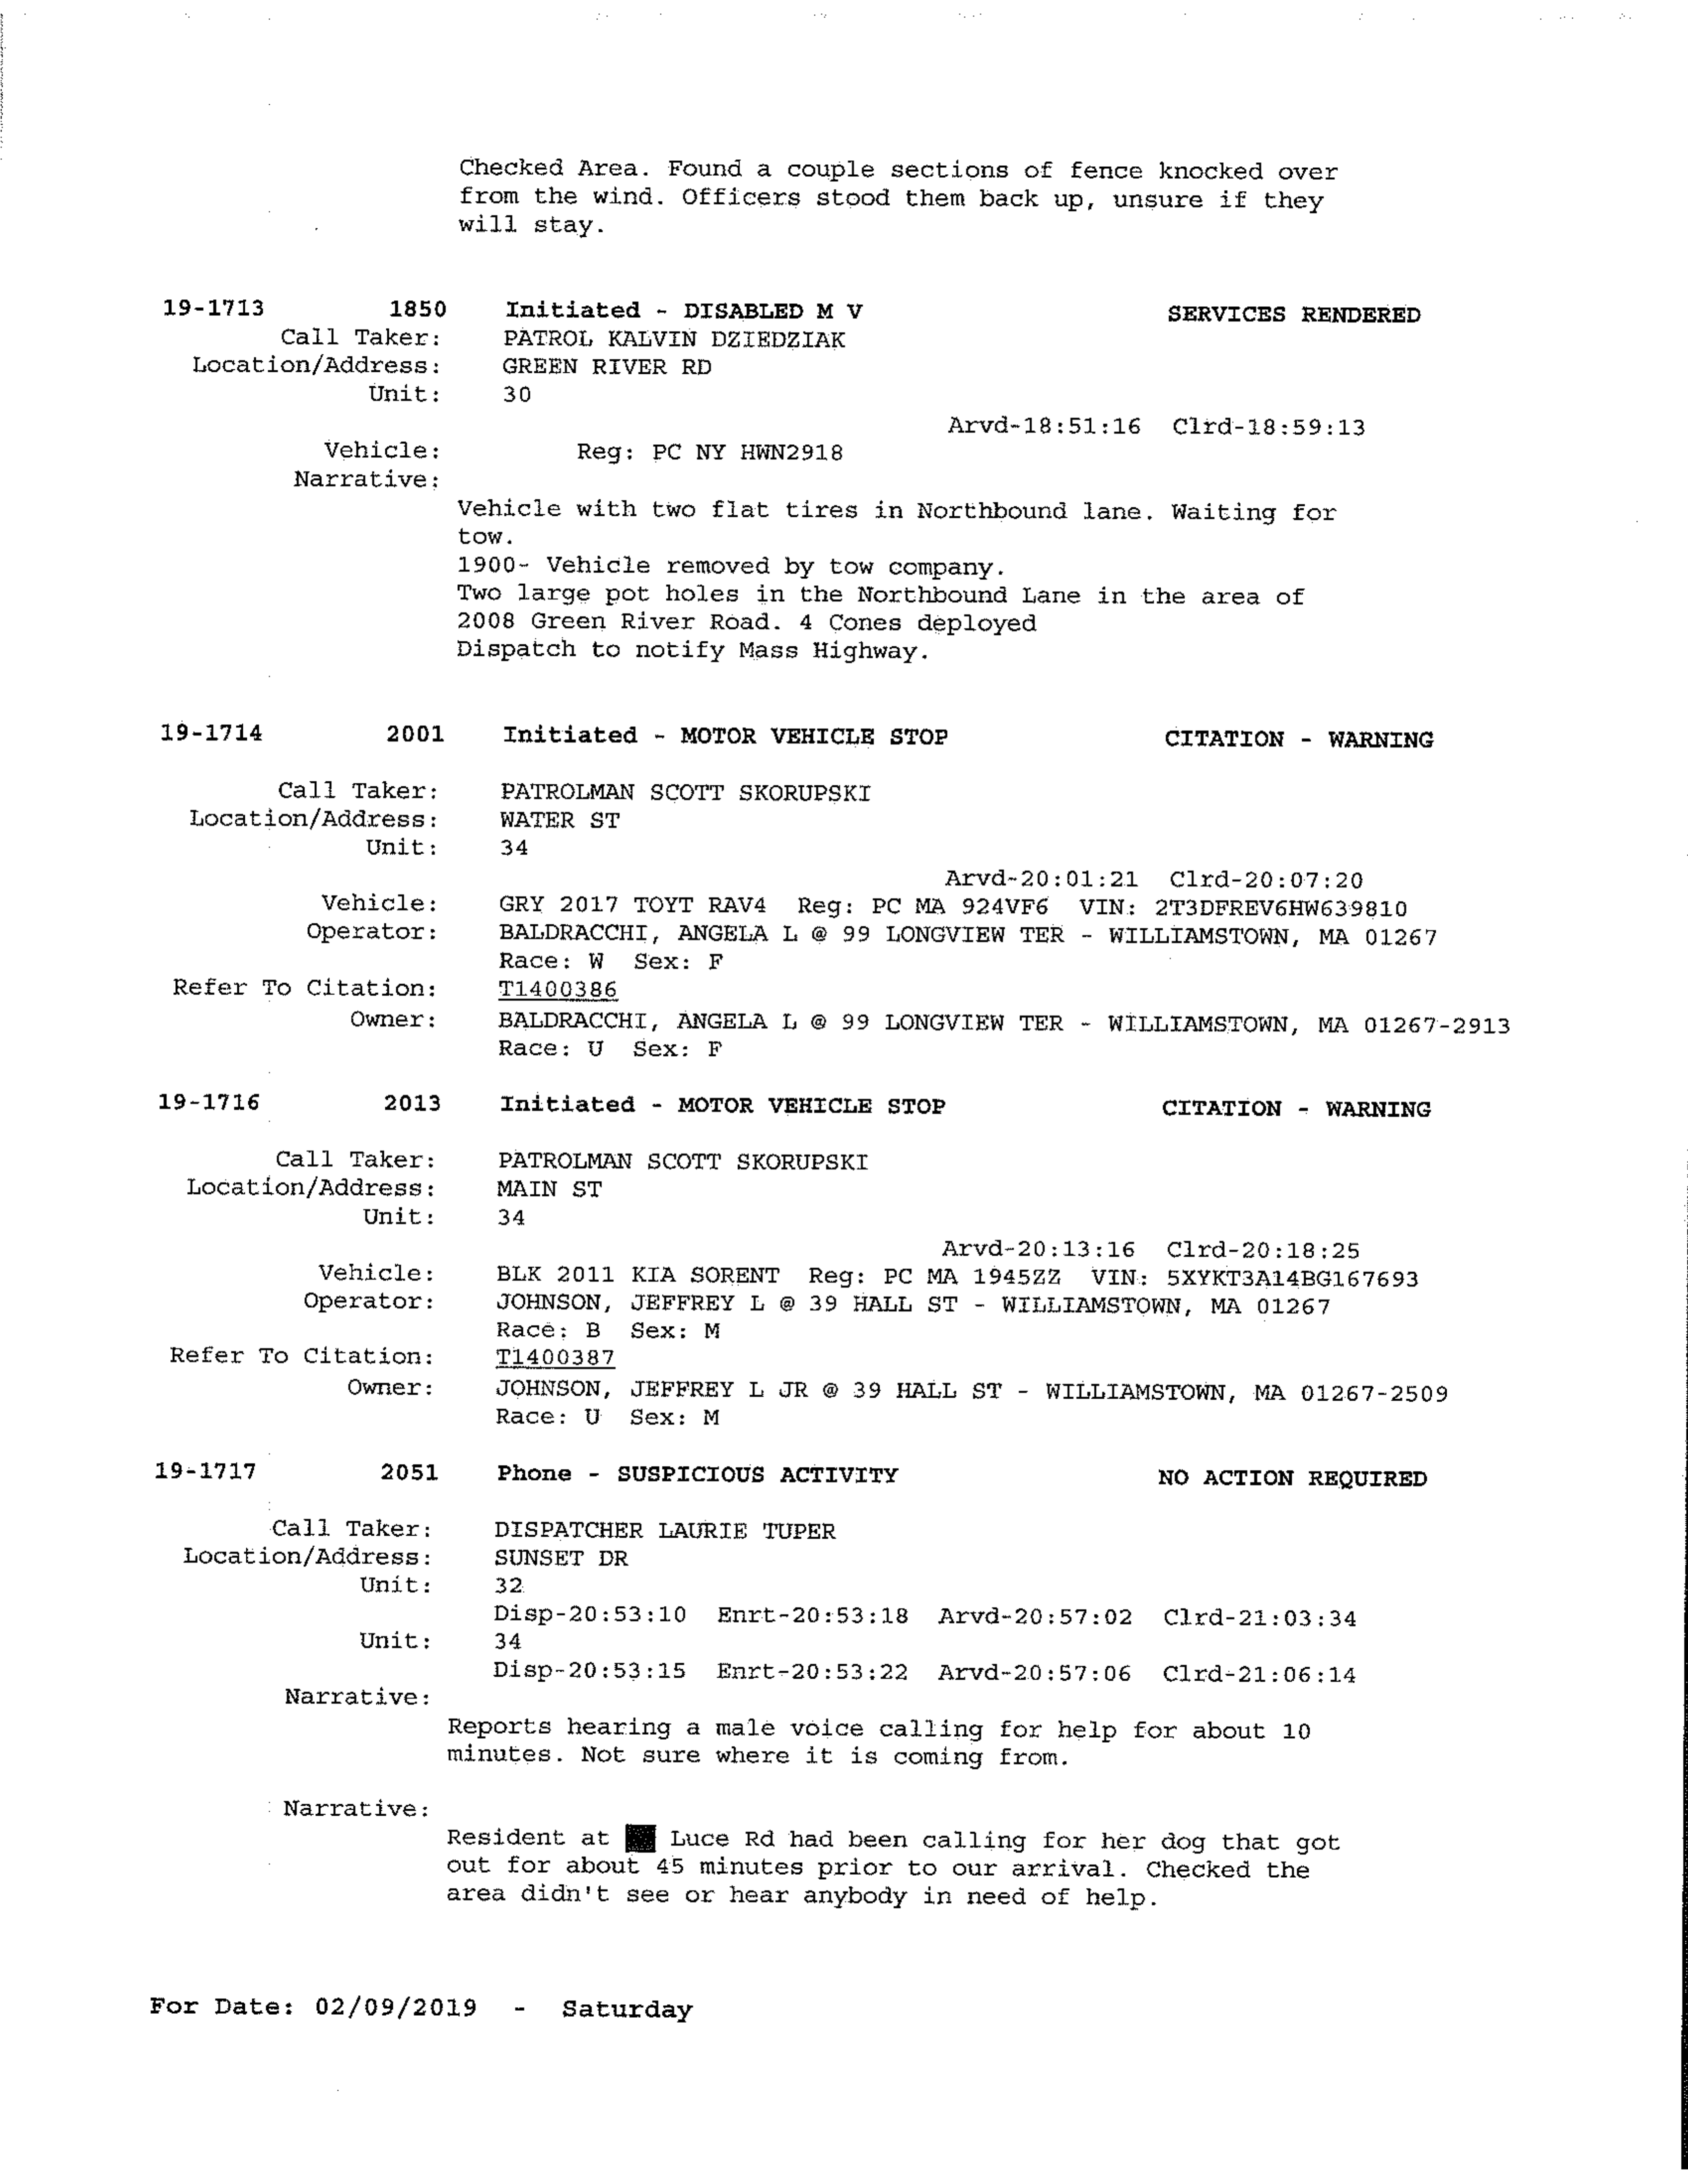 Checked Area. Found a couple sections of fence knocked over
from the wind. Officers stood them back up, unsure if they
will stay.
19-1713 1850 Initiated - DISABLED M V SERVICES RENDERED
Call Taker: PATROL KALVIN DZIEDZIAK
Location/Address: GREEN RIVER RD
Unit: 30
Arvd-18:51:16 Clrd-18:59:13
Vehicle: Reg: PC NY HWN2918
Narrative:
Vehicle with two flat tires in Northbound lane. Waiting for
tow.
1900- Vehicle removed by tow company.
Two large pot holes in the Northbound Lane in the area of
2008 Green River Road. 4 Cones deployed
Dispatch to notify Mass Highway.
19-1714 2001 Initiated - MOTOR VEHICLE STOP CITATION - WARNING
Call Taker: PATROLMAN SCOTT SKORUPSKI
Location/Address: WATER ST
Unit: 34
Arvd-20:01:21 Clrd-20:07:20
Vehicle: GRY 2017 TOYT RAV4 Reg: PC MA 924VF6 VIN: 2T3DFREV6HW639810
Operator: BALDRACCHI, ANGELA L @ 99 LONGVIEW TER - WILLIAMSTOWN, MA 01267
Race: W Sex: F
Refer To Citation: T1400386
Owner: BALDRACCHI, ANGELA L @ 99 LONGVIEW TER - WILLIAMSTOWN, MA 01267-2913
Race: U Sex: F
19-1716 2013 Initiated - MOTOR VEHICLE STOP CITATION - WARNING
Call Taker: PATROLMAN SCOTT SKORUPSKI
Location/Address: MAIN ST
Unit: 34
Arvd-20:13:16 Clrd-20:18:25
Vehicle: BLK 2011 KIA SORENT Reg: PC MA 1945ZZ VIN: 5XYKT3A14BG167693
Operator: JOHNSON, JEFFREY L @ 39 HALL ST - WILLIAMSTOWN, MA 01267
Race: B Sex: M
Refer To Citation: T1400387
Owner: JOHNSON, JEFFREY L JR @ 39 HALL ST - WILLIAMSTOWN, MA 01267-2509
Race: U Sex: M
19-1717 2051 Phone - SUSPICIOUS ACTIVITY NO ACTION REQUIRED
Call Taker: DISPATCHER LAURIE TUPER
Location/Address: SUNSET DR
Unit: 32
Disp-20:53:10 Enrt-20:53:18 Arvd-20:57:02 Clrd-21:03:34
Unit: 34
Disp-20:53:15 Enrt-20:53:22 Arvd-20:57:06 Clrd-21:06:14
Narrative:
Reports hearing a male voice calling for help for about 10
minutes. Not sure where it is coming from.
Narrative:
Resident at Luce Rd had been calling for her dog that got
out for about 45 minutes prior to our arrival. Checked the
area didn't see or hear anybody in need of help.
For Date: 02/09/2019 - Saturday